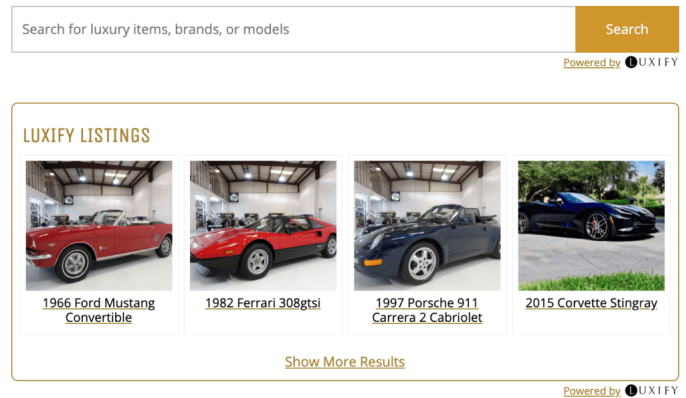 Search for luxury items, brands, or models
Search
Powered by LUXIFY
LUXIFY LISTINGS
1966 Ford Mustang
Convertible
1982 Ferrari 308gtsi
1997 Porsche 911
Carrera 2 Cabriolet
2015 Corvette Stingray
Show More Results
Powered by LUXIFY